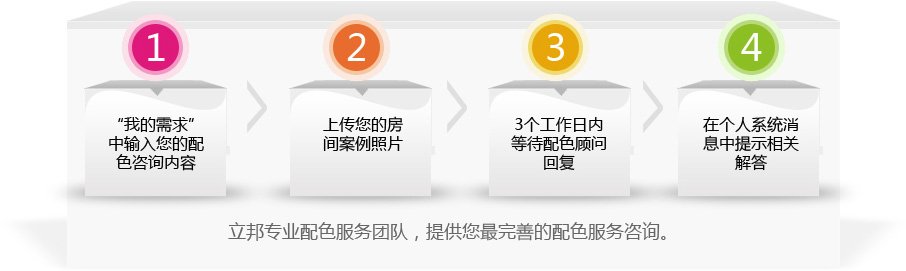 1
2
3
4
“我的需求”
中输入您的配
色咨询内容
上传您的房
间案例照片
3个工作日内
等待配色顾问
回复
在个人系统消
息中提示相关
解答
立邦专业配色服务团队，提供您最完善的配色服务咨询。